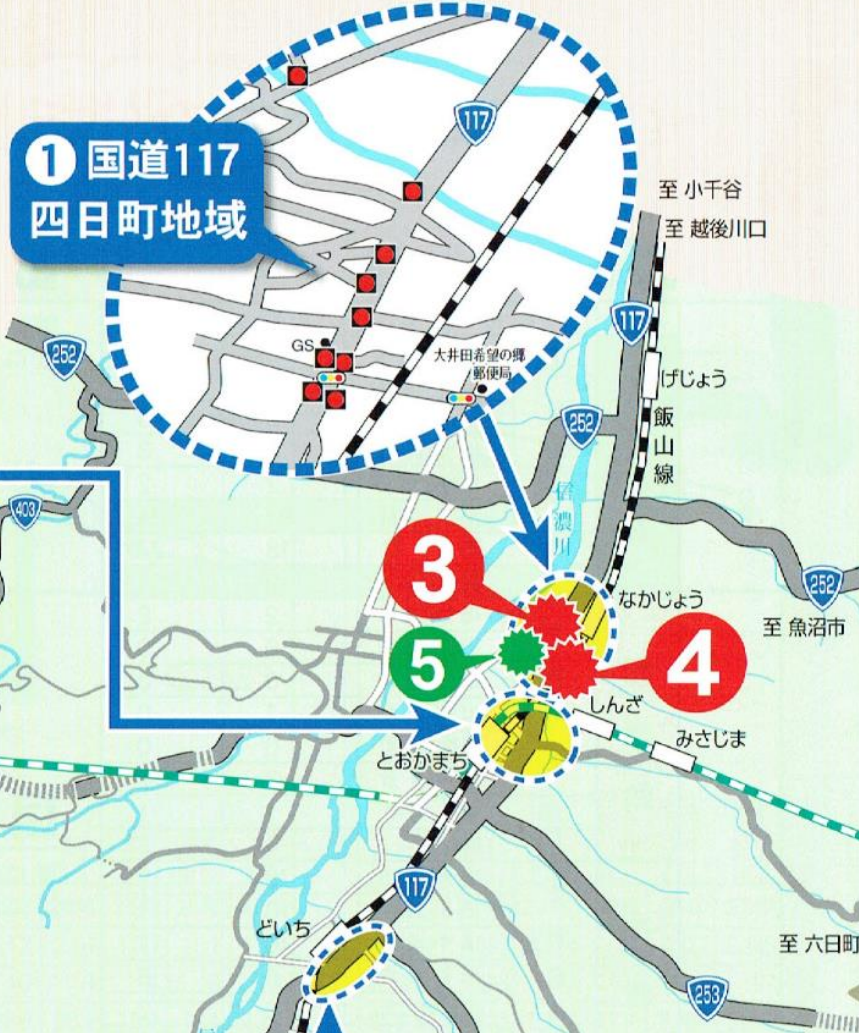 117
① 国道117
四日町地域
至 小千谷
至 越後川口
117
252
GS
大井田希望の郷
郵便局
げじょう
252
飯山線
403
信濃川
3
252
なかじょう
至 魚沼市
5
4
しんざ
みさじま
とおかまち
117
どいち
至 六日町
253